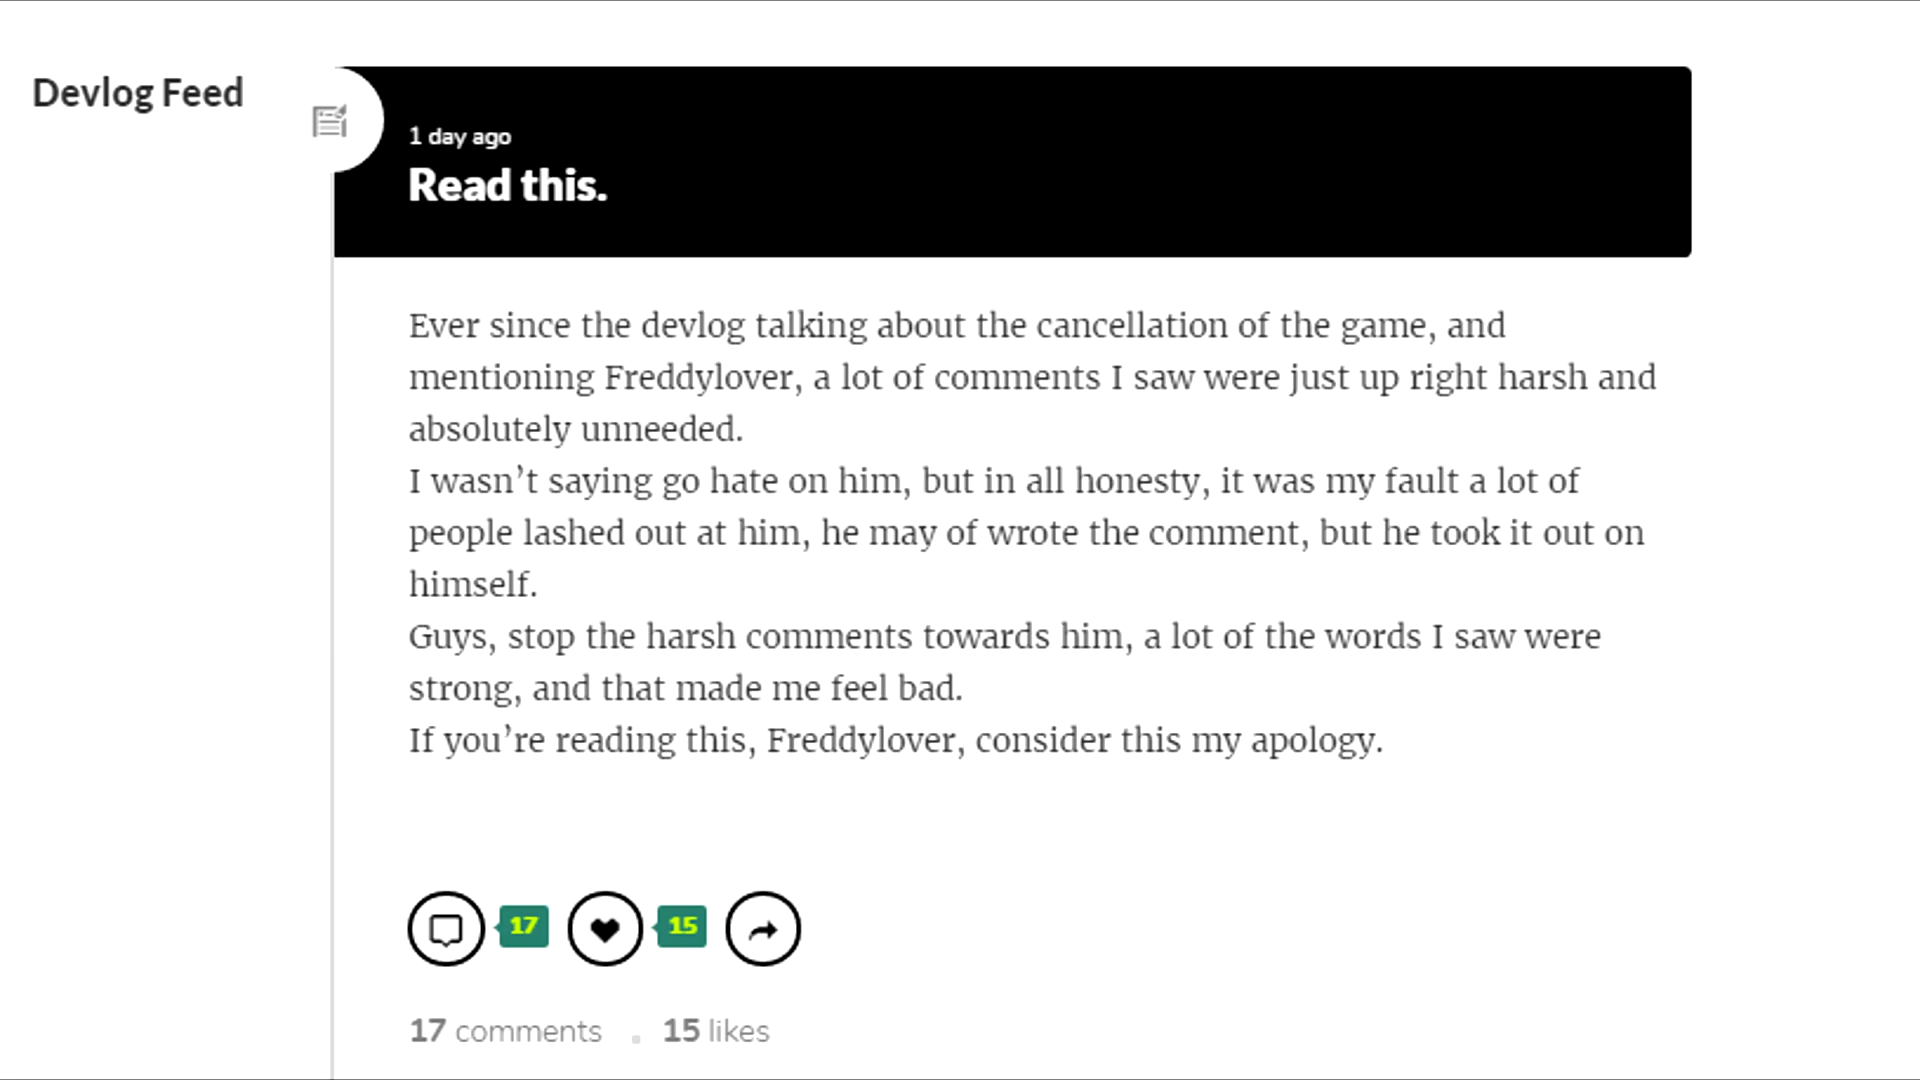 Devlog Feed
1 day ago
Read this.
Ever since the devlog talking about the cancellation of the game, and
mentioning Freddylover, a lot of comments I saw were just up right harsh and
absolutely unneeded.
I wasn’t saying go hate on him, but in all honesty, it was my fault a lot of
people lashed out at him, he may of wrote the comment, but he took it out on
himself.
Guys, stop the harsh comments towards him, a lot of the words I saw were
strong, and that made me feel bad.
If you’re reading this, Freddylover, consider this my apology.
17 15
17 comments . 15 likes